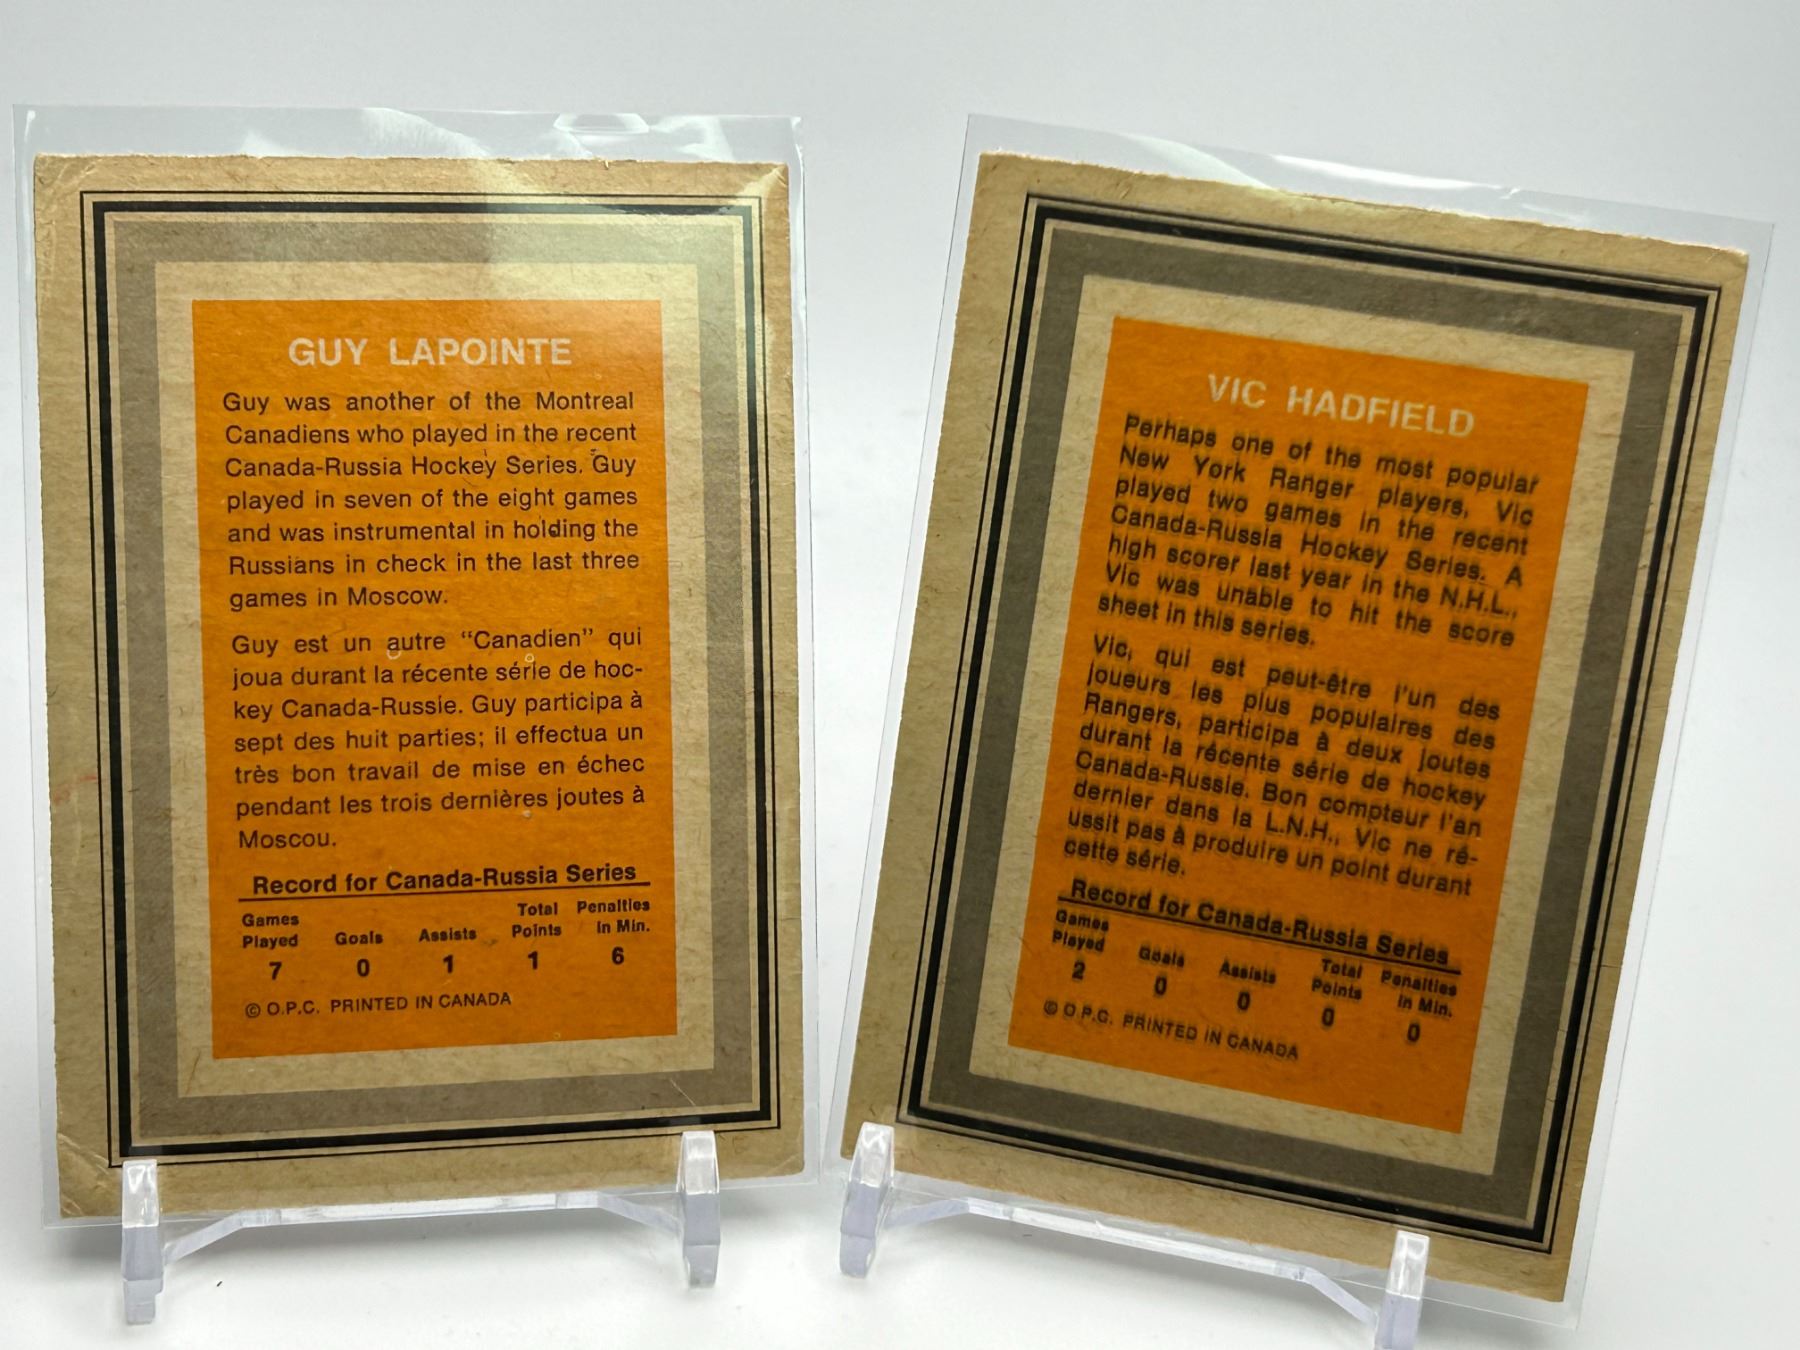 GUY LAPOINTE
Guy was another of the Montreal
Canadiens who played in the recent
Canada-Russia Hockey Series. Guy
played in seven of the eight games
and was instrumental in holding the
Russians in check in the last three
games in Moscow.
Guy est un autre “Canadien” qui
joua durant la récente série de hoc-
key Canada-Russie. Guy participa à
sept des huit parties; il effectua un
très bon travail de mise en échec
pendant les trois dernières joutes à
Moscou.
Record for Canada-Russia Series
Games Played Goals Assists Total Points Penalties in Min.
7 0 1 1 6
© O.P.C. PRINTED IN CANADA
VIC HADFIELD
Perhaps one of the most popular
New York Ranger players, Vic
played two games in the recent
Canada-Russia Hockey Series. A
high scorer last year in the N.H.L.,
Vic was unable to hit the score
sheet in this series.
Vic, qui est peut-être l'un des
joueurs les plus populaires des
Rangers, participa à deux joutes
durant la récente série de hockey
Canada-Russie. Bon compteur l'an
dernier dans la L.N.H., Vic ne ré-
ussit pas à produire un point durant
cette série.
Record for Canada-Russia Series
Games Played Goals Assists Total Points Penalties in Min.
2 0 0 0 0
© O.P.C. PRINTED IN CANADA